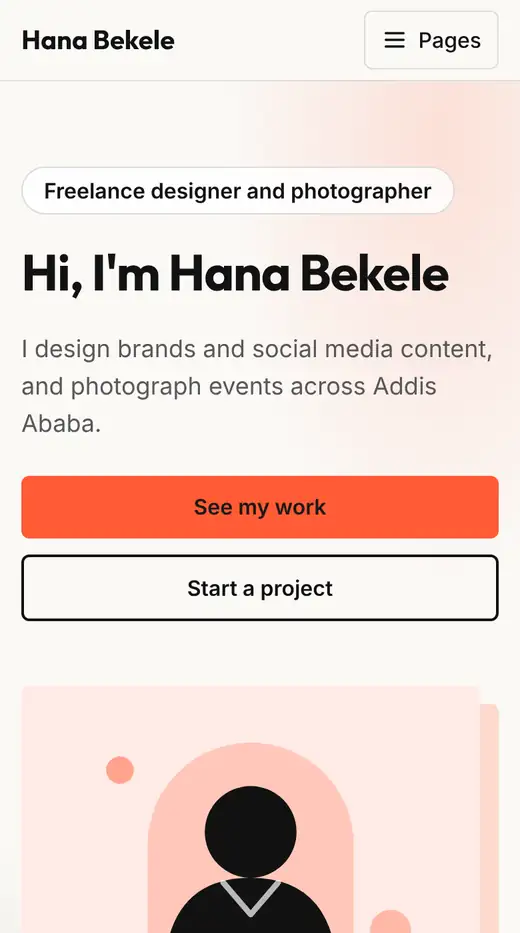 Hana Bekele
Pages
Freelance designer and photographer
Hi, I'm Hana Bekele
I design brands and social media content,
and photograph events across Addis
Ababa.
See my work
Start a project